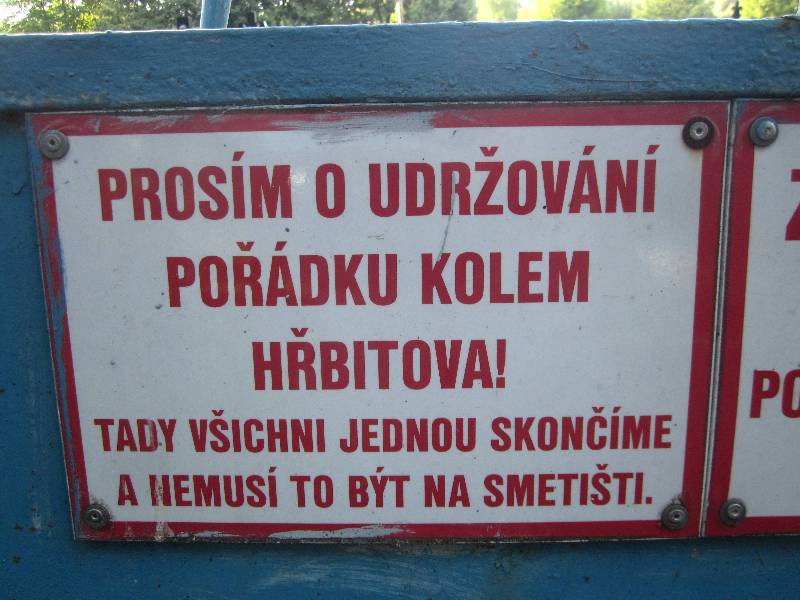 PROSÍM O UDRŽOVÁNÍ
POŘÁDKU KOLEM
HŘBITOVA!
TADY VŠICHNI JEDNOU SKONČÍME
A NEMUSÍ TO BÝT NA SMETIŠTI.